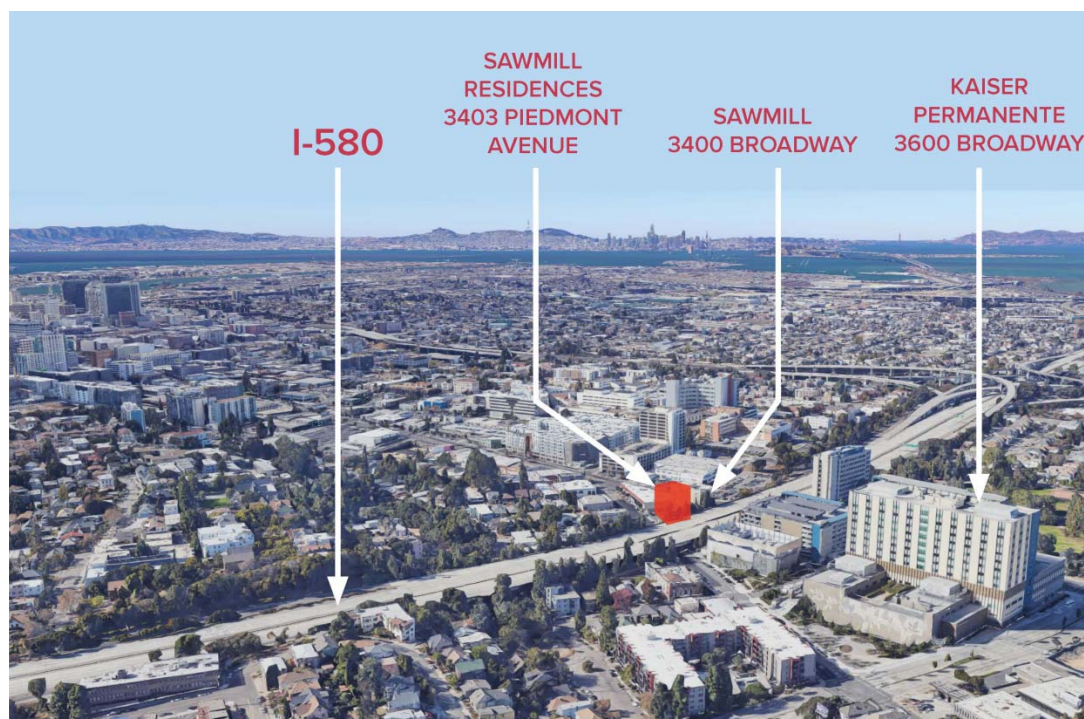 I-580
SAWMILL
RESIDENCES
3403 PIEDMONT
AVENUE
SAWMILL
3400 BROADWAY
KAISER
PERMANENTE
3600 BROADWAY